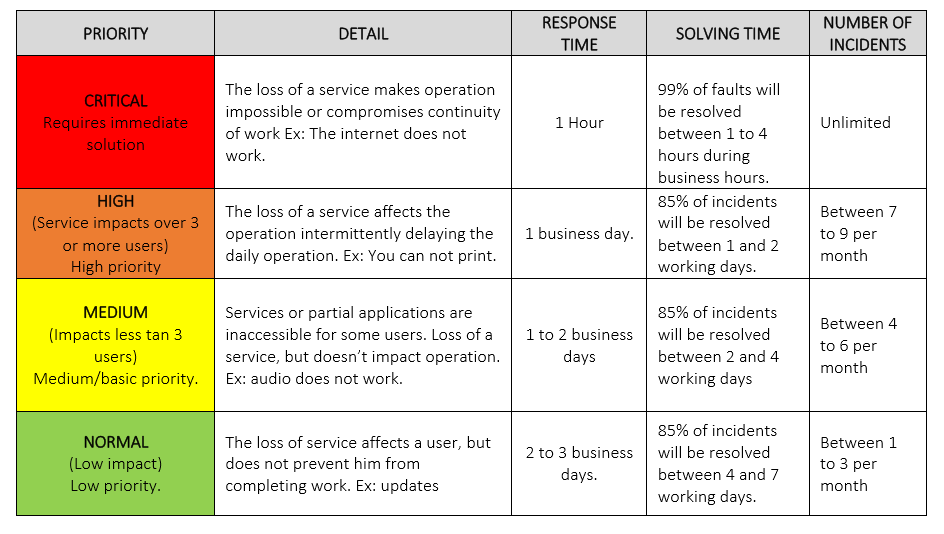 PRIORITY
DETAIL
RESPONSE
TIME
SOLVING TIME
NUMBER OF
INCIDENTS
CRITICAL
Requires immediate
solution
The loss of a service makes operation
impossible or compromises continuity
of work Ex: The internet does not
work.
1 Hour
99% of faults will
be resolved
between 1 to 4
hours during
business hours.
Unlimited
HIGH
(Service impacts over 3
or more users)
High priority
The loss of a service affects the
operation intermittently delaying the
daily operation. Ex: You can not print.
1 business day.
85% of incidents
will be resolved
between 1 and 2
working days.
Between 7
to 9 per
month
MEDIUM
(Impacts less tan 3
users)
Medium/basic priority.
Services or partial applications are
inaccessible for some users. Loss of a
service, but doesn’t impact operation.
Ex: audio does not work.
1 to 2 business
days
85% of incidents
will be resolved
between 2 and 4
working days
Between 4
to 6 per
month
NORMAL
(Low impact)
Low priority.
The loss of service affects a user, but
does not prevent him from
completing work. Ex: updates
2 to 3 business
days.
85% of incidents
will be resolved
between 4 and 7
working days.
Between 1
to 3 per
month